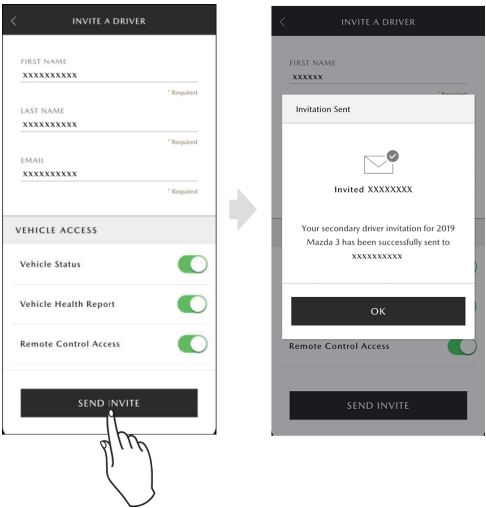 INVITE A DRIVER
FIRST NAME
xxxxxxxxxx
* Required
LAST NAME
xxxxxxxxxx
* Required
EMAIL
xxxxxxxxxx
* Required
VEHICLE ACCESS
Vehicle Status
Vehicle Health Report
Remote Control Access
SEND INVITE
INVITE A DRIVER
FIRST NAME
xxxxxx
* Required
Invitation Sent
Invited XXXXXXXX
Your secondary driver invitation for 2019
Mazda 3 has been successfully sent to
xxxxxxxxxx
OK
Remote Control Access
SEND INVITE